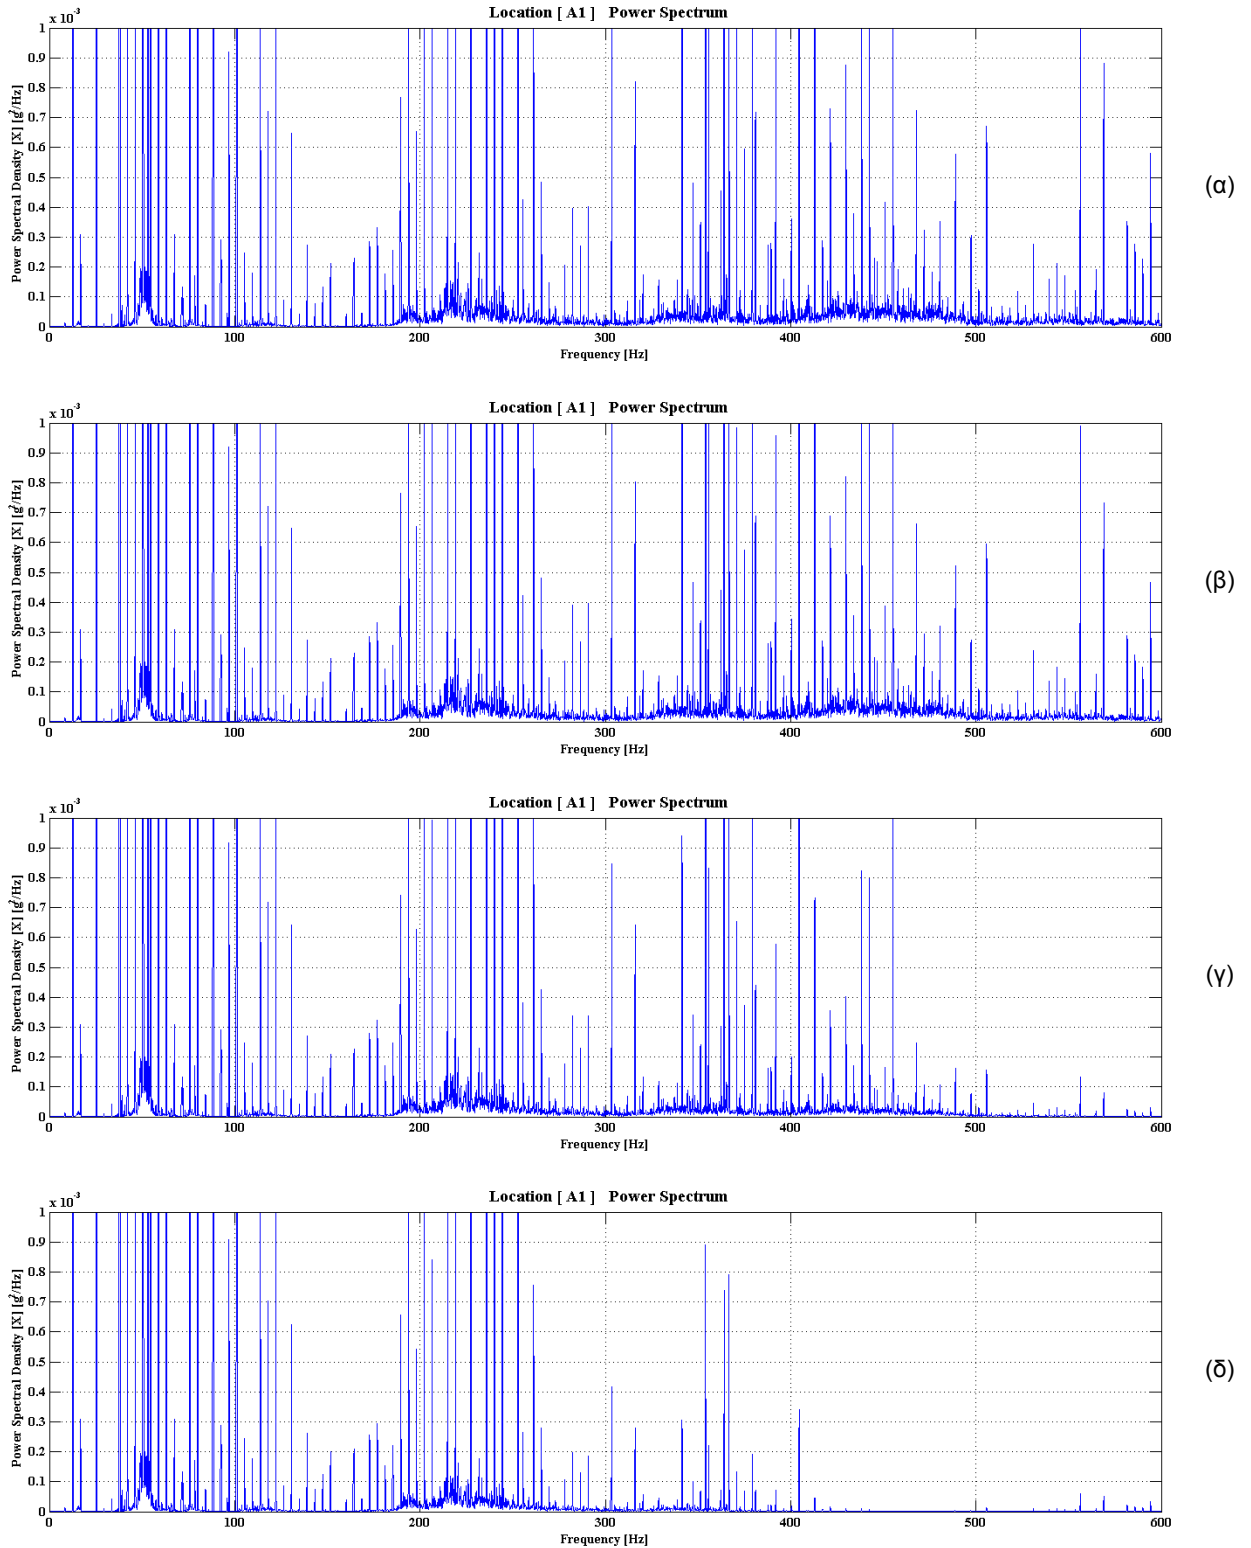 x 10⁻³
Location [ A1 ]   Power Spectrum
Power Spectral Density [X] [g²/Hz]
1
0.9
0.8
0.7
0.6
0.5
0.4
0.3
0.2
0.1
0
0 100 200 300 400 500 600
Frequency [Hz]
(α)
x 10⁻³
Location [ A1 ]   Power Spectrum
Power Spectral Density [X] [g²/Hz]
1
0.9
0.8
0.7
0.6
0.5
0.4
0.3
0.2
0.1
0
0 100 200 300 400 500 600
Frequency [Hz]
(β)
x 10⁻³
Location [ A1 ]   Power Spectrum
Power Spectral Density [X] [g²/Hz]
1
0.9
0.8
0.7
0.6
0.5
0.4
0.3
0.2
0.1
0
0 100 200 300 400 500 600
Frequency [Hz]
(γ)
x 10⁻³
Location [ A1 ]   Power Spectrum
Power Spectral Density [X] [g²/Hz]
1
0.9
0.8
0.7
0.6
0.5
0.4
0.3
0.2
0.1
0
0 100 200 300 400 500 600
Frequency [Hz]
(δ)